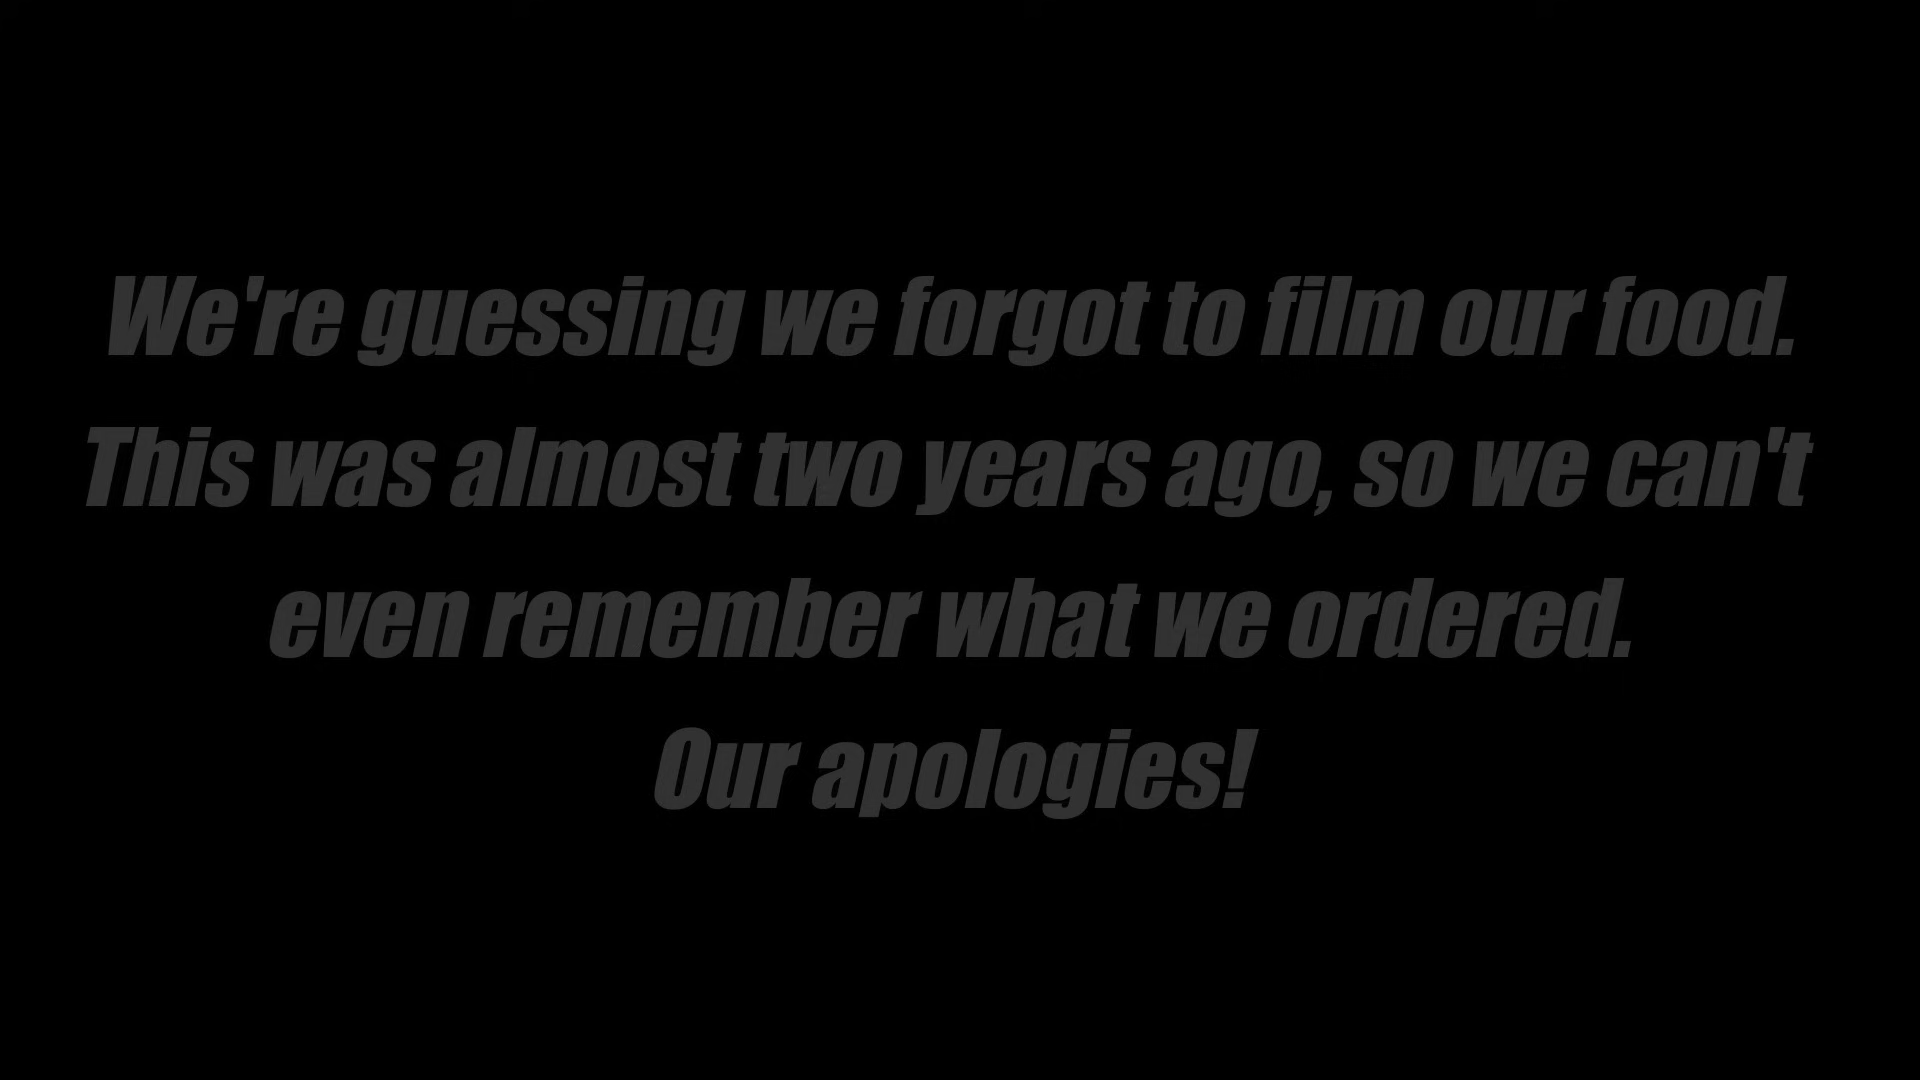 We're guessing we forgot to film our food.
This was almost two years ago, so we can't
even remember what we ordered.
Our apologies!